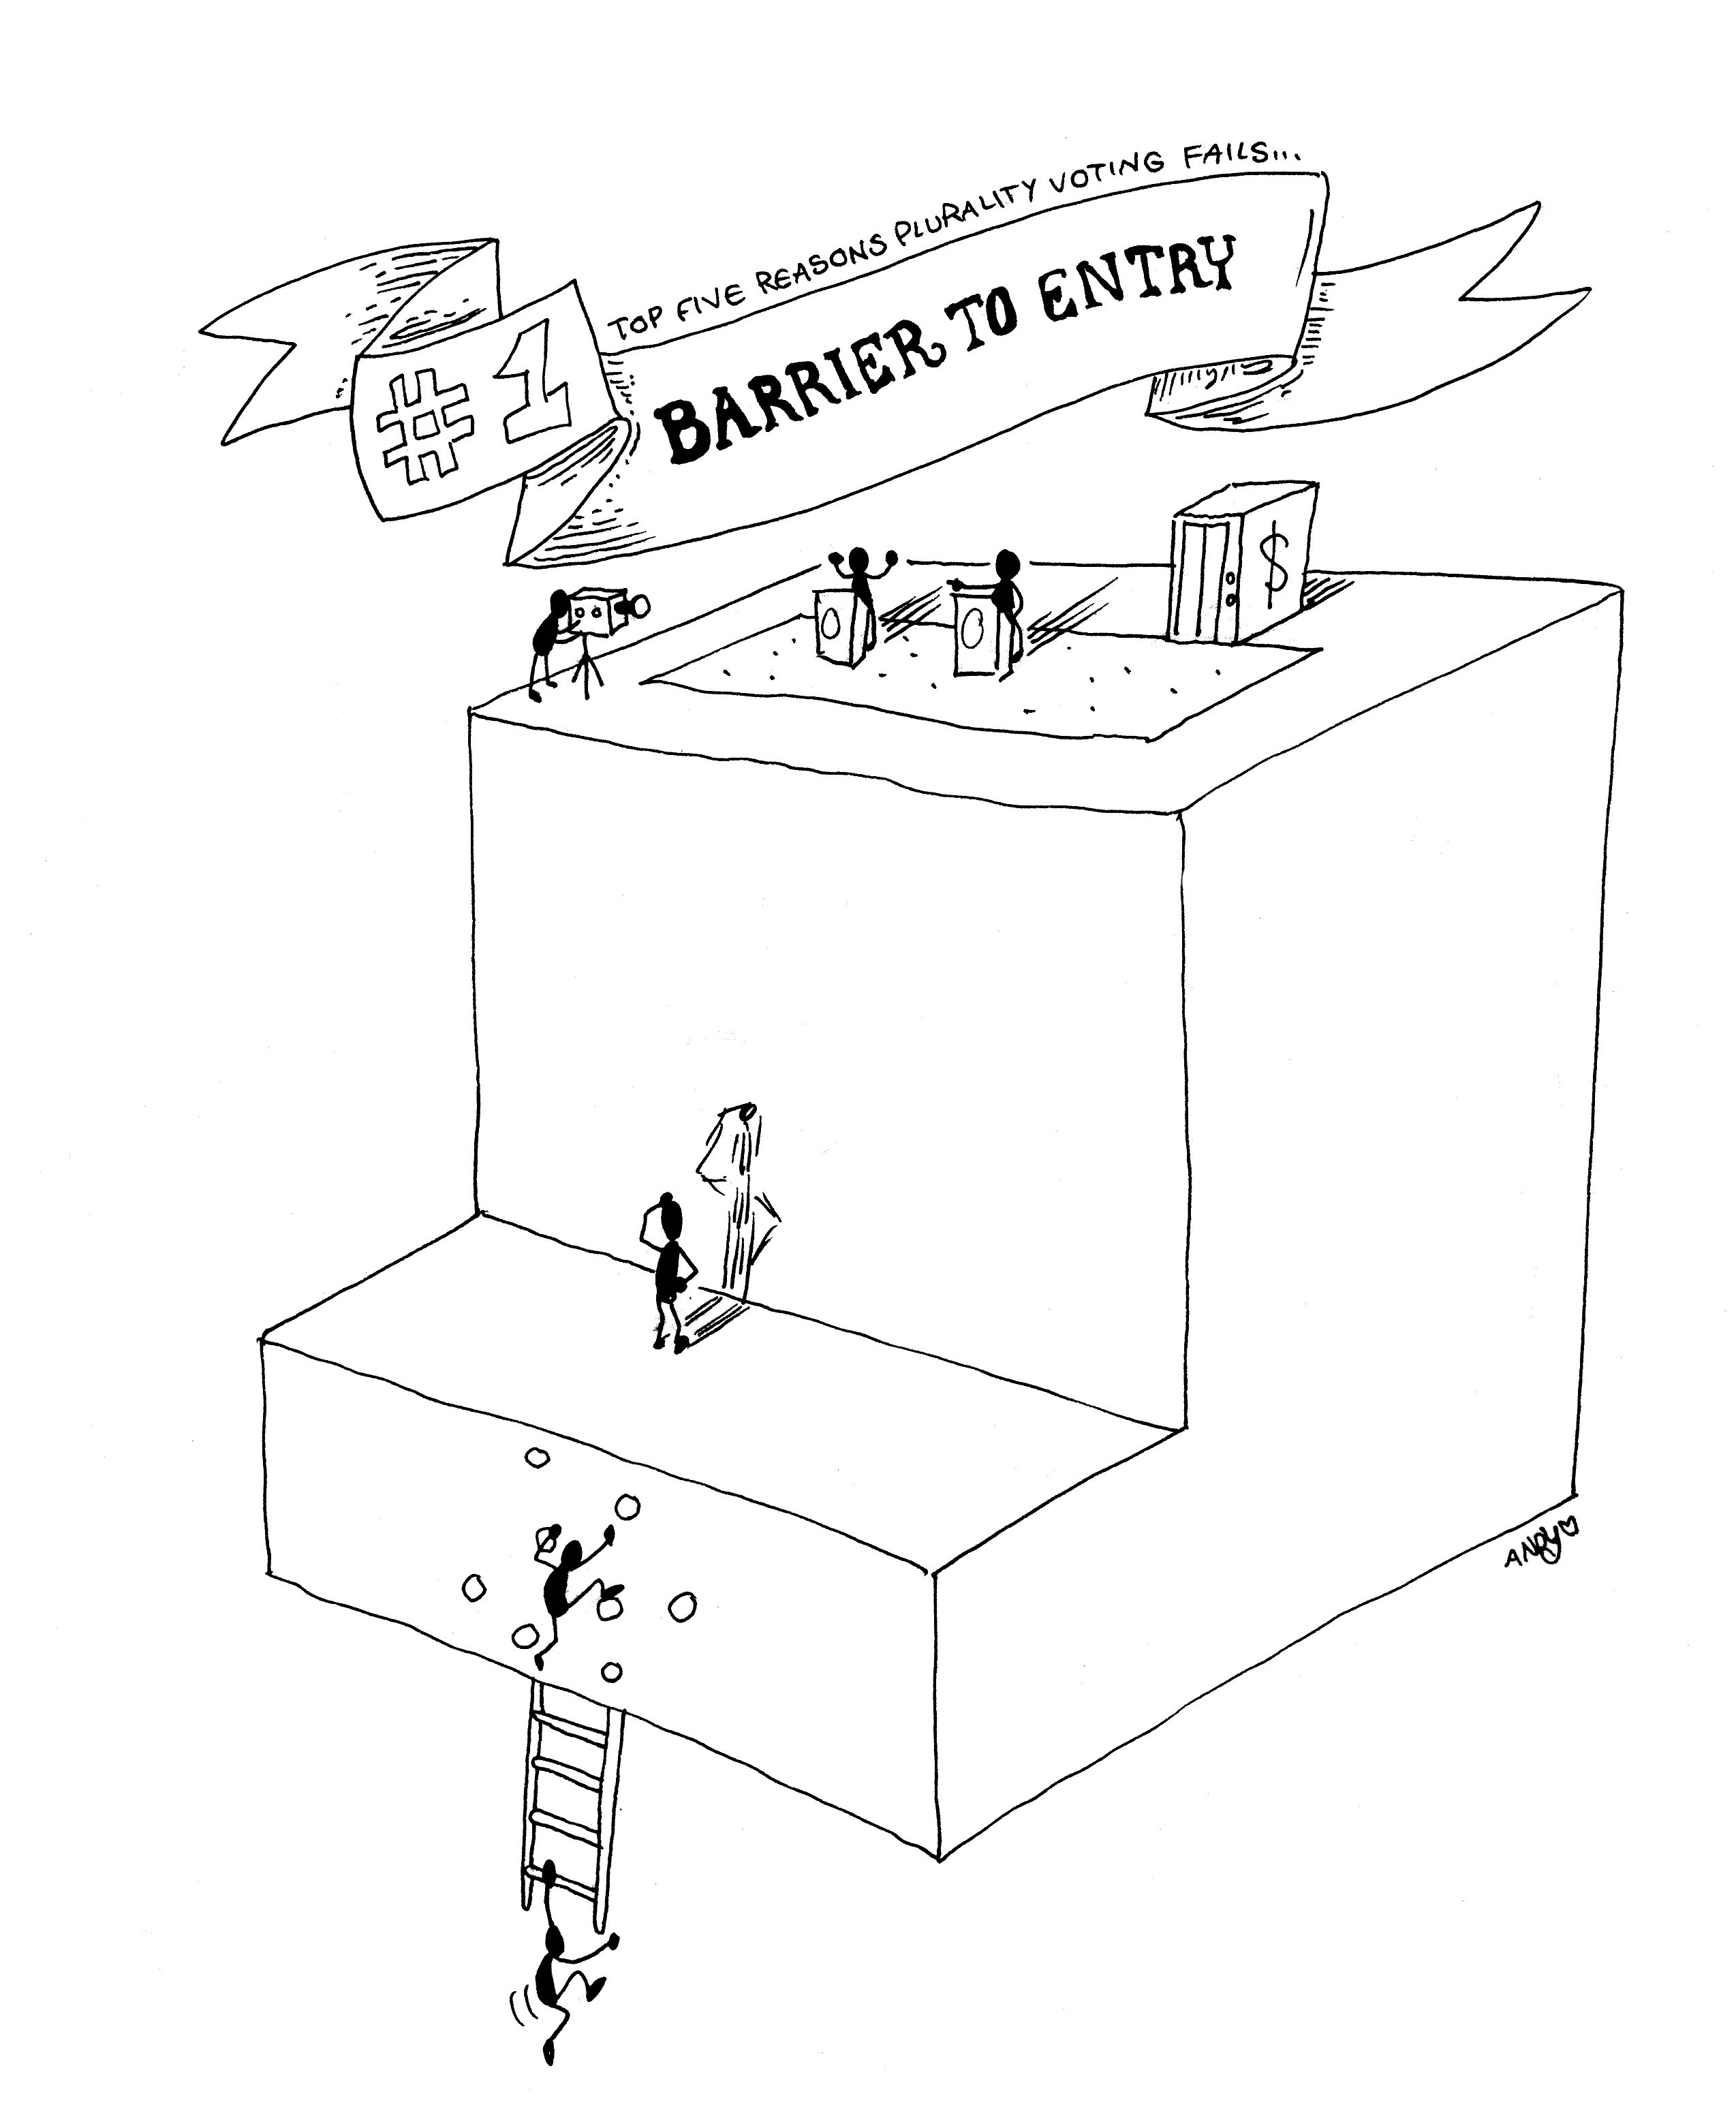 TOP FIVE REASONS PLURALITY VOTING FAILS...
#1
BARRIER TO ENTRY
$
ANDY♡